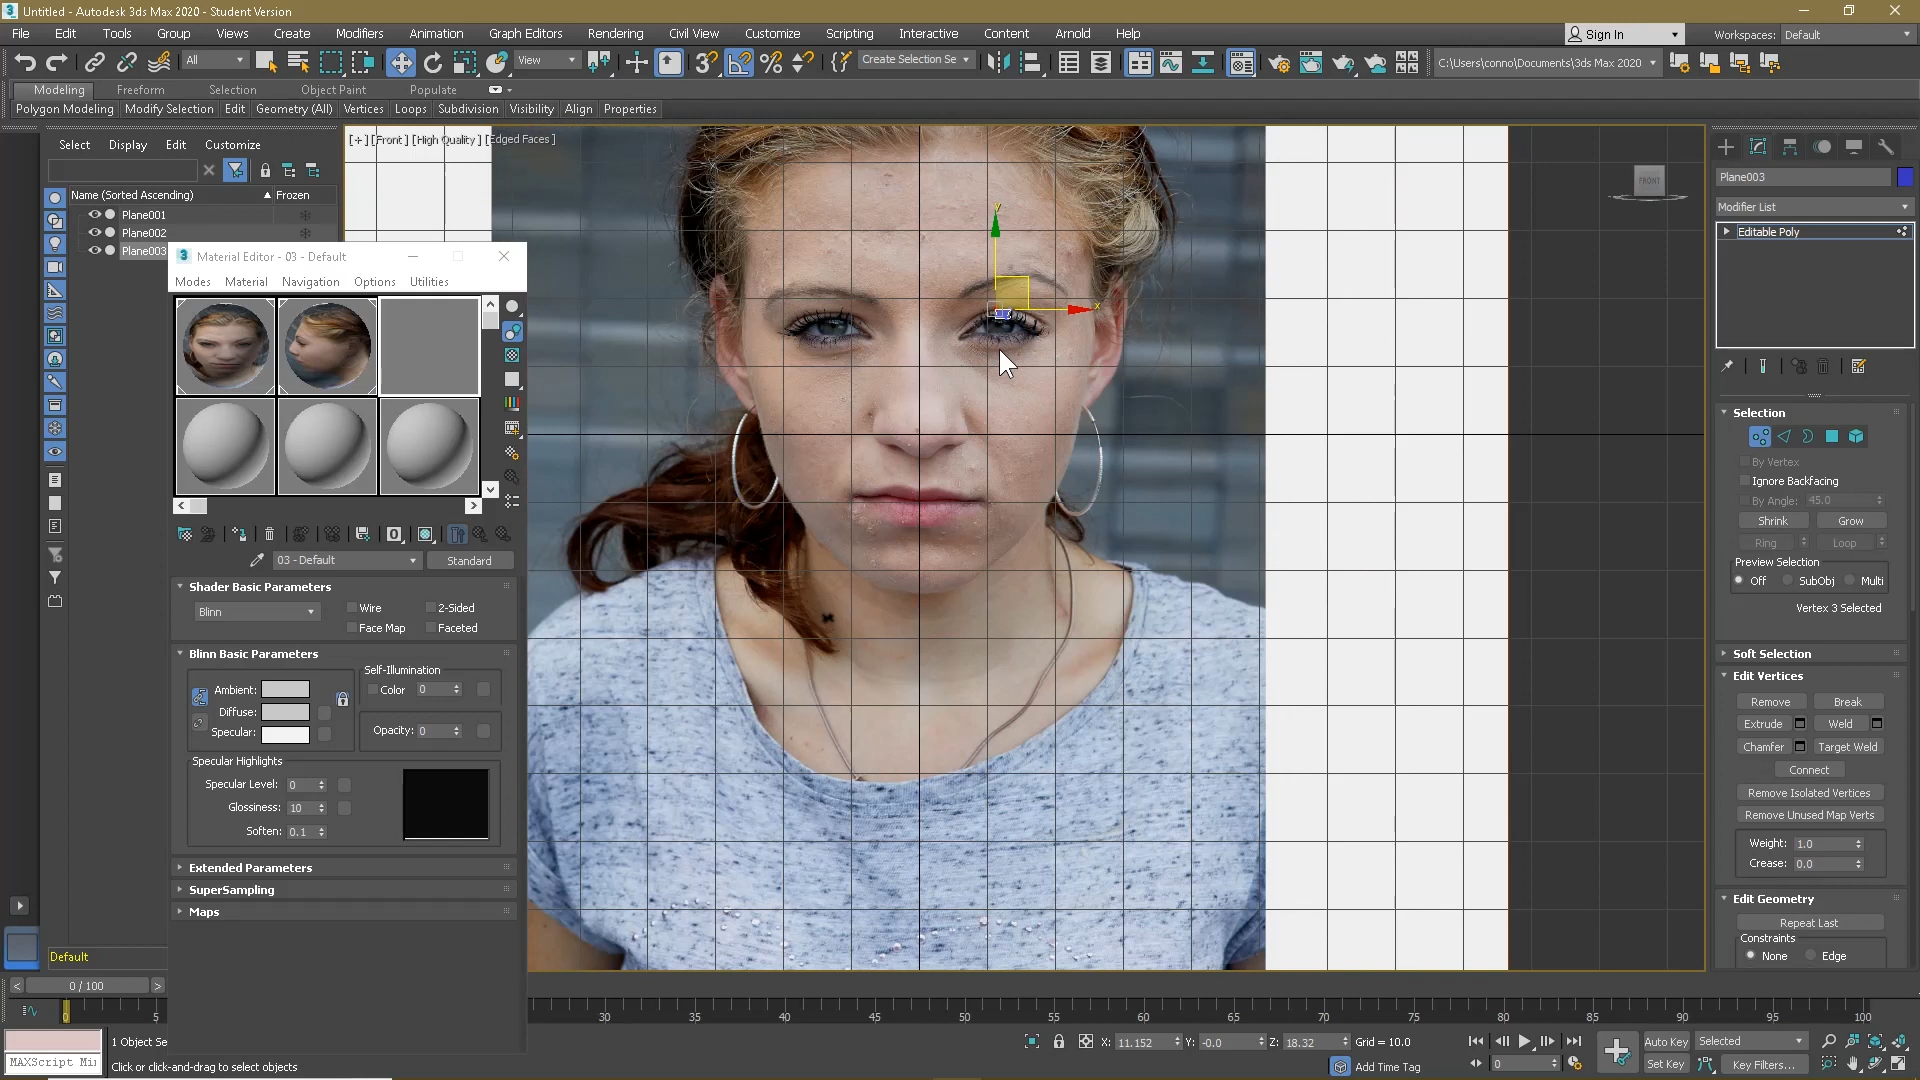 Untitled - Autodesk 3ds Max 2020 - Student Version
File Edit Tools Group Views Create Modifiers Animation Graph Editors Rendering Civil View Customize Scripting Interactive Content Arnold Help
Sign In
Workspaces: Default
All
View
Create Selection Se
C:\Users\conno\Documents\3ds Max 2020
Modeling Freeform Selection Object Paint Populate
Polygon Modeling Modify Selection Edit Geometry (All) Vertices Loops Subdivision Visibility Align Properties
Select Display Edit Customize
Name (Sorted Ascending) Frozen
Plane001
Plane002
Plane003
[+] [Front] [High Quality] [Edged Faces]
FRONT
y
x
Material Editor - 03 - Default
Modes Material Navigation Options Utilities
03 - Default
Standard
Shader Basic Parameters
Blinn
Wire
2-Sided
Face Map
Faceted
Blinn Basic Parameters
Self-Illumination
Ambient:
Color 0
Diffuse:
Specular:
Opacity: 0
Specular Highlights
Specular Level: 0
Glossiness: 10
Soften: 0.1
Extended Parameters
SuperSampling
Maps
Plane003
Modifier List
Editable Poly
Selection
By Vertex
Ignore Backfacing
By Angle: 45.0
Shrink Grow
Ring Loop
Preview Selection
Off SubObj Multi
Vertex 3 Selected
Soft Selection
Edit Vertices
Remove Break
Extrude Weld
Chamfer Target Weld
Connect
Remove Isolated Vertices
Remove Unused Map Verts
Weight: 1.0
Crease: 0.0
Edit Geometry
Repeat Last
Constraints
None Edge
Default
< 0 / 100 >
0 5 30 35 40 45 50 55 60 65 70 75 80 85 90 95 100
1 Object Se
MAXScript Mi
Click or click-and-drag to select objects
X: 11.152 Y: -0.0 Z: 18.32 Grid = 10.0
Add Time Tag
0
Auto Key Selected
Set Key Key Filters...